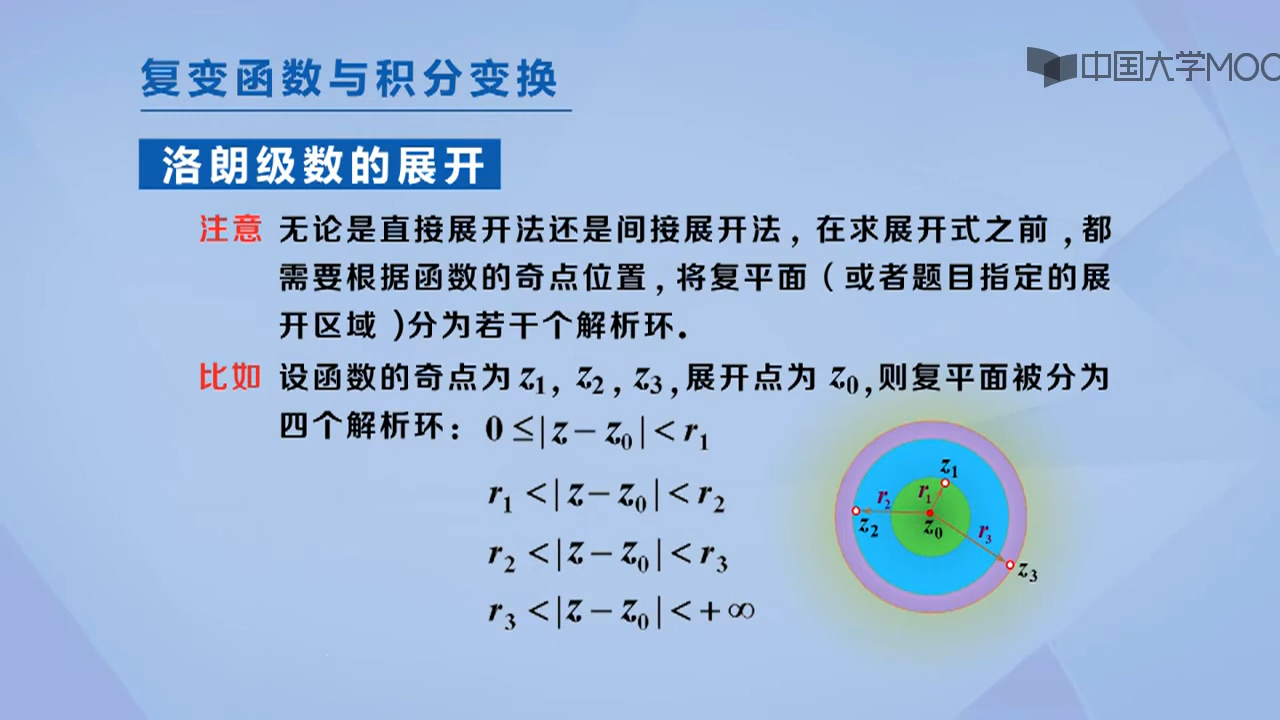 复变函数与积分变换
中国大学MOO
洛朗级数的展开
注意 无论是直接展开法还是间接展开法，在求展开式之前，都
需要根据函数的奇点位置，将复平面（或者题目指定的展
开区域 )分为若干个解析环．
比如 设函数的奇点为 z₁, z₂, z₃,展开点为 z₀,则复平面被分为
四个解析环：0 ≤| z − z₀ | < r₁
r₁ <| z − z₀ | < r₂
r₂ <| z − z₀ | < r₃
r₃ <| z − z₀ | < + ∞
z₁
r₂ r₁
z₂ z₀ r₃
z₃